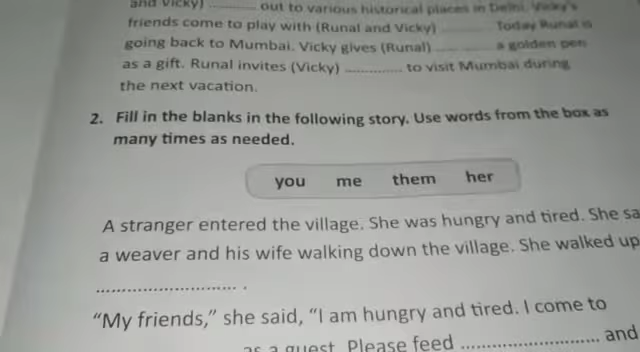 and Vicky) ............ out to various historical places in Delhi. Vicky's
friends come to play with (Runal and Vicky) ............ Today Runal is
going back to Mumbai. Vicky gives (Runal) ............ a golden pen
as a gift. Runal invites (Vicky) ............. to visit Mumbai during
the next vacation.
2. Fill in the blanks in the following story. Use words from the box as
many times as needed.
you me them her
A stranger entered the village. She was hungry and tired. She sa
a weaver and his wife walking down the village. She walked up
........................... .
“My friends,” she said, “I am hungry and tired. I come to
as a guest. Please feed ........................... and